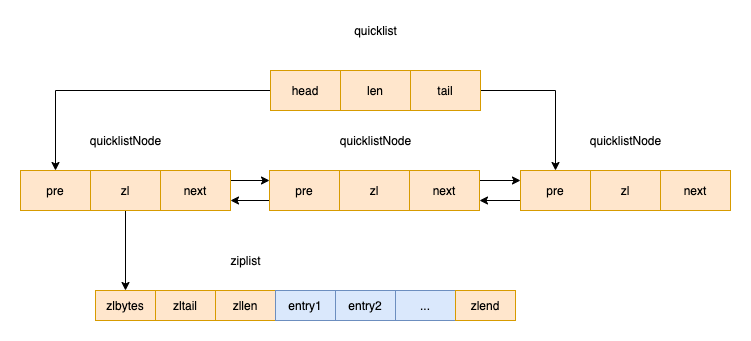 quicklist
head len tail
quicklistNode quicklistNode quicklistNode
pre zl next pre zl next pre zl next
ziplist
zlbytes zltail zllen entry1 entry2 ... zlend